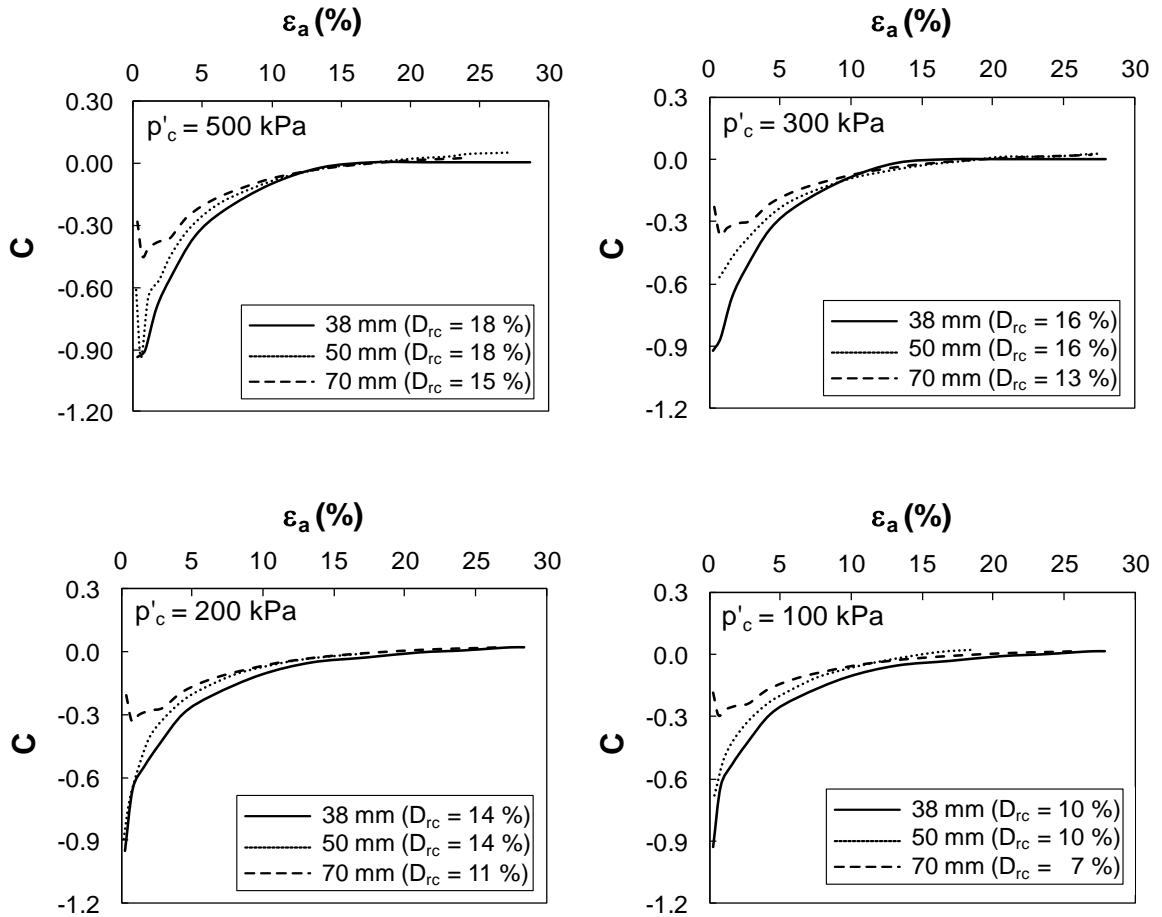 εa (%)
0 5 10 15 20 25 30
0.30
0.00
-0.30
-0.60
-0.90
-1.20
C
p'c = 500 kPa
38 mm (Drc = 18 %)
50 mm (Drc = 18 %)
70 mm (Drc = 15 %)
εa (%)
0 5 10 15 20 25 30
0.3
0.0
-0.3
-0.6
-0.9
-1.2
C
p'c = 300 kPa
38 mm (Drc = 16 %)
50 mm (Drc = 16 %)
70 mm (Drc = 13 %)
εa (%)
0 5 10 15 20 25 30
0.3
0.0
-0.3
-0.6
-0.9
-1.2
C
p'c = 200 kPa
38 mm (Drc = 14 %)
50 mm (Drc = 14 %)
70 mm (Drc = 11 %)
εa (%)
0 5 10 15 20 25 30
0.3
0.0
-0.3
-0.6
-0.9
-1.2
C
p'c = 100 kPa
38 mm (Drc = 10 %)
50 mm (Drc = 10 %)
70 mm (Drc = 7 %)